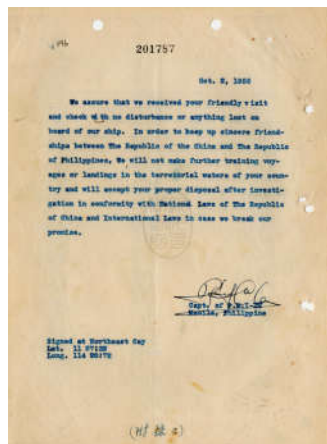 201757
Oct. 2, 1956
We assure that we received your friendly visit
and check with no disturbance or anything lost on
board of our ship. In order to keep up sincere friend-
ships between The Republic of the China and The Republic
of Philippines, We will not make further training voy-
ages or landings in the terrirorial waters of your coun-
try and will accept your proper disposal after investi-
gation in conformity with National Laws of The Republic
of China and International Laws in case we break our
promise.
Capt. of
Manila, Philippine
Signed at Northeast Cay
Lat. 11
Long. 114